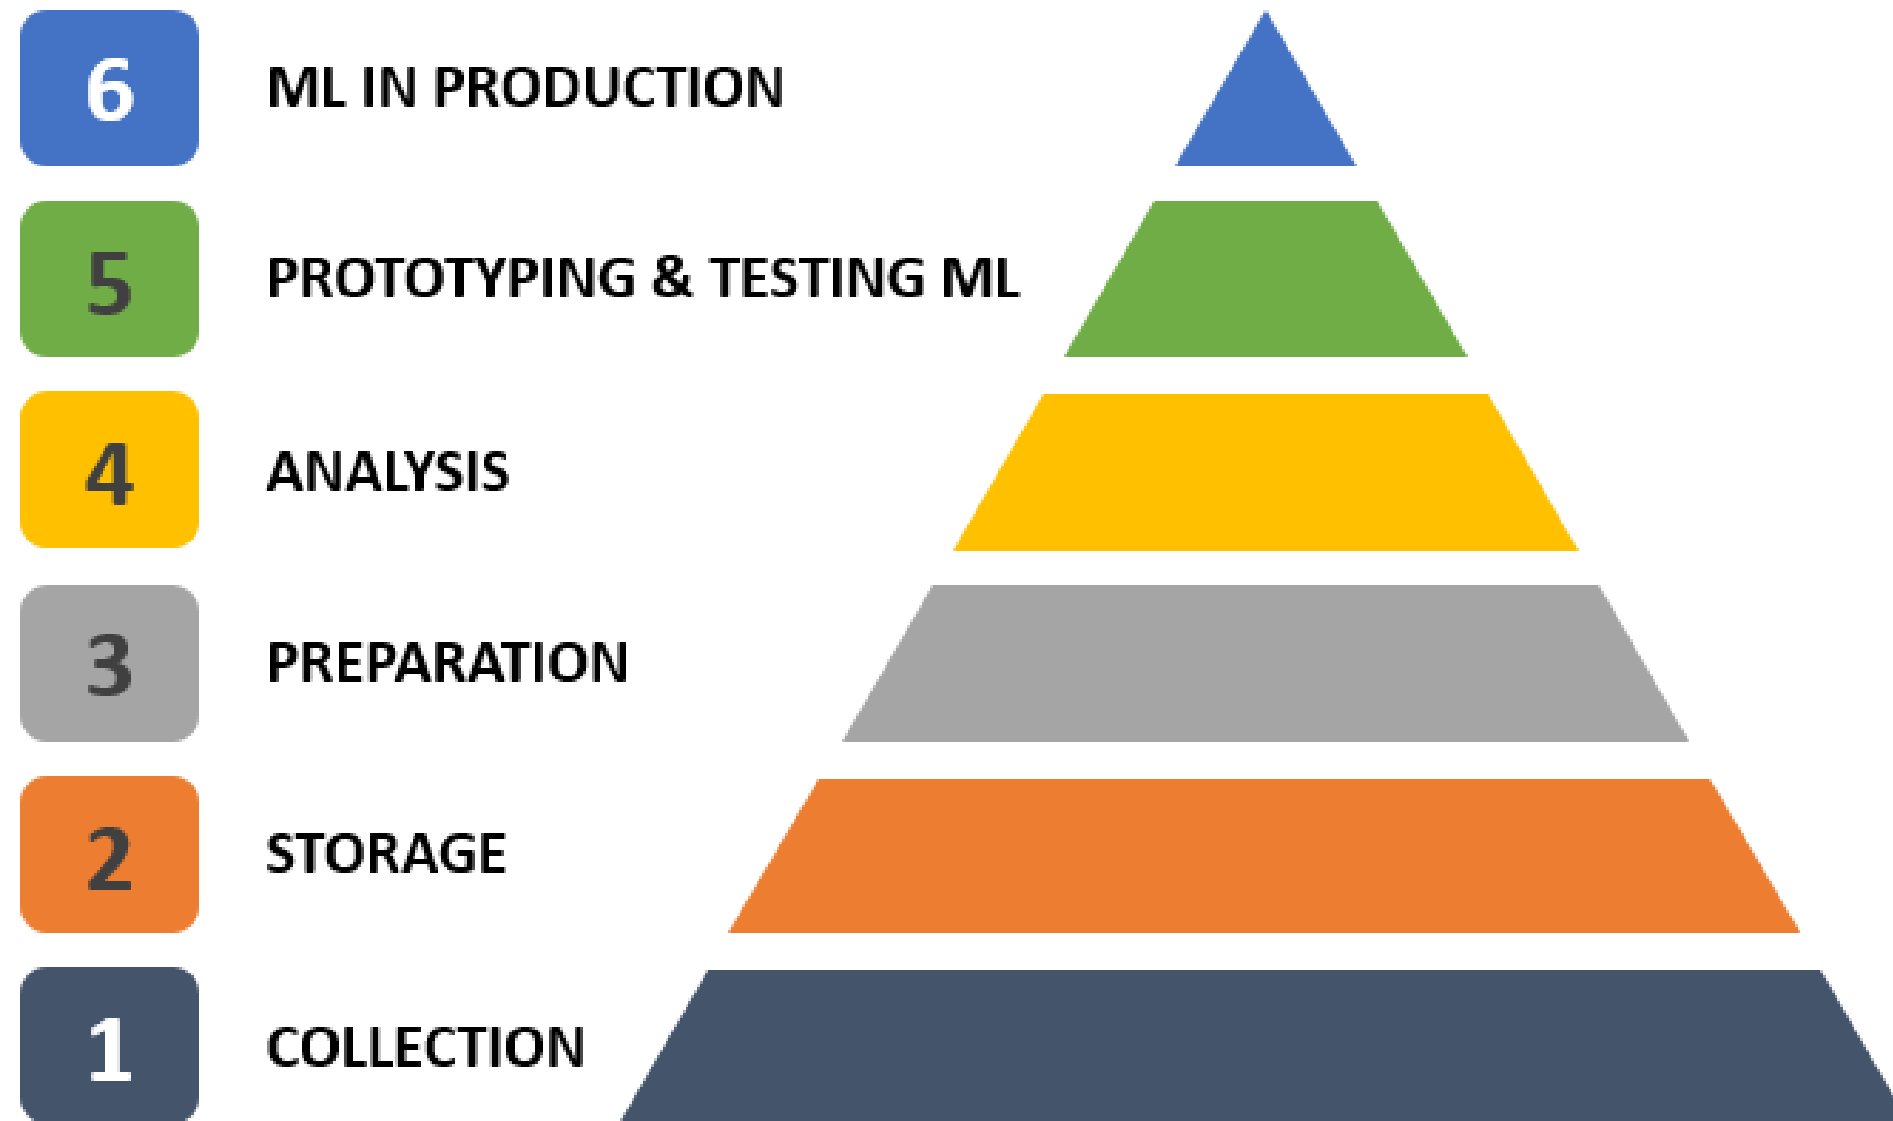 6 ML IN PRODUCTION
5 PROTOTYPING & TESTING ML
4 ANALYSIS
3 PREPARATION
2 STORAGE
1 COLLECTION